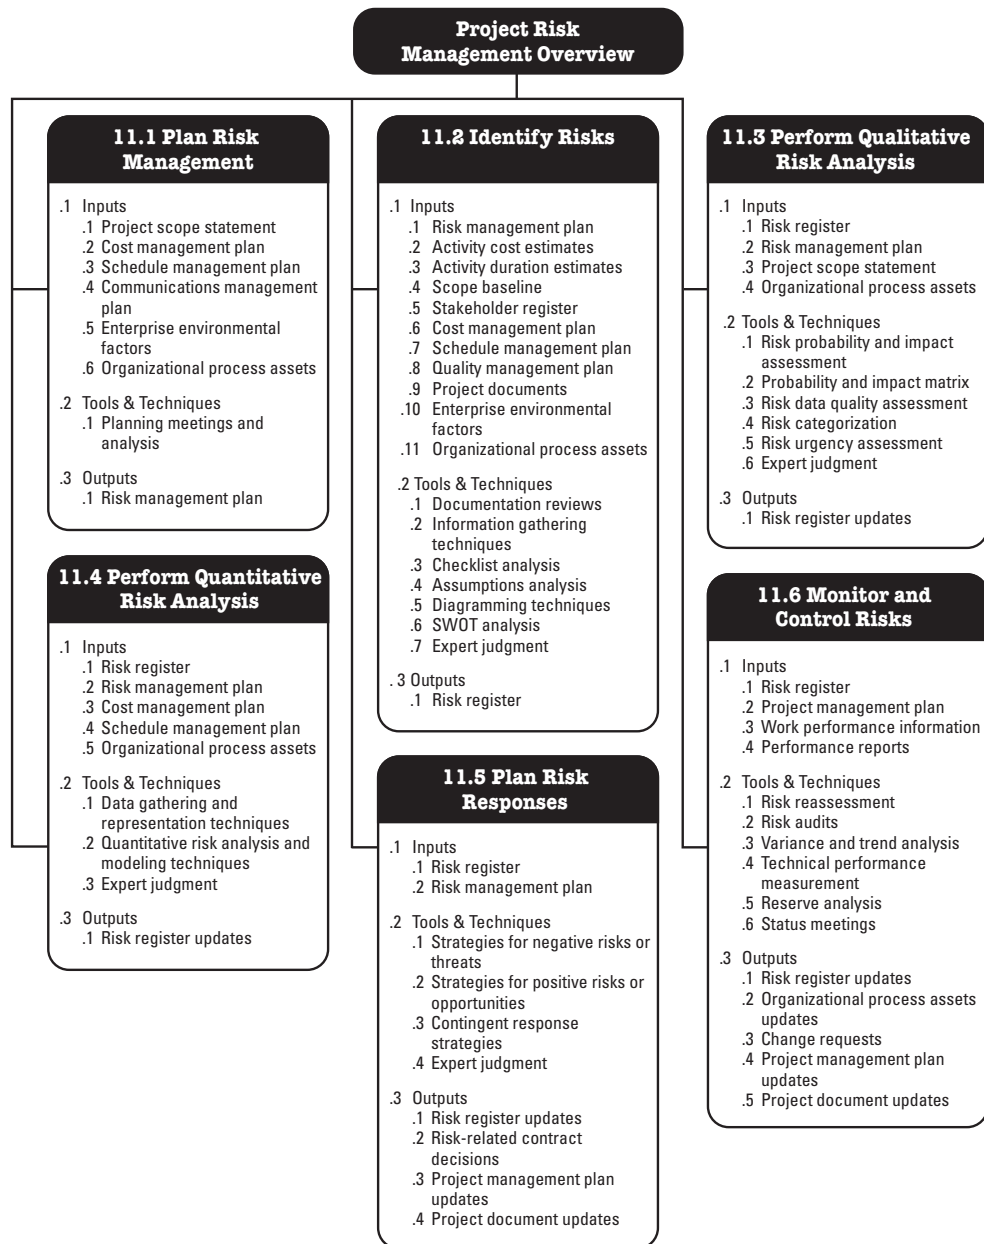 Project Risk
Management Overview
11.1 Plan Risk
Management
.1 Inputs
.1 Project scope statement
.2 Cost management plan
.3 Schedule management plan
.4 Communications management
plan
.5 Enterprise environmental
factors
.6 Organizational process assets
.2 Tools & Techniques
.1 Planning meetings and
analysis
.3 Outputs
.1 Risk management plan
11.2 Identify Risks
.1 Inputs
.1 Risk management plan
.2 Activity cost estimates
.3 Activity duration estimates
.4 Scope baseline
.5 Stakeholder register
.6 Cost management plan
.7 Schedule management plan
.8 Quality management plan
.9 Project documents
.10 Enterprise environmental
factors
.11 Organizational process assets
.2 Tools & Techniques
.1 Documentation reviews
.2 Information gathering
techniques
.3 Checklist analysis
.4 Assumptions analysis
.5 Diagramming techniques
.6 SWOT analysis
.7 Expert judgment
. 3 Outputs
.1 Risk register
11.3 Perform Qualitative
Risk Analysis
.1 Inputs
.1 Risk register
.2 Risk management plan
.3 Project scope statement
.4 Organizational process assets
.2 Tools & Techniques
.1 Risk probability and impact
assessment
.2 Probability and impact matrix
.3 Risk data quality assessment
.4 Risk categorization
.5 Risk urgency assessment
.6 Expert judgment
.3 Outputs
.1 Risk register updates
11.4 Perform Quantitative
Risk Analysis
.1 Inputs
.1 Risk register
.2 Risk management plan
.3 Cost management plan
.4 Schedule management plan
.5 Organizational process assets
.2 Tools & Techniques
.1 Data gathering and
representation techniques
.2 Quantitative risk analysis and
modeling techniques
.3 Expert judgment
.3 Outputs
.1 Risk register updates
11.5 Plan Risk
Responses
.1 Inputs
.1 Risk register
.2 Risk management plan
.2 Tools & Techniques
.1 Strategies for negative risks or
threats
.2 Strategies for positive risks or
opportunities
.3 Contingent response
strategies
.4 Expert judgment
.3 Outputs
.1 Risk register updates
.2 Risk-related contract
decisions
.3 Project management plan
updates
.4 Project document updates
11.6 Monitor and
Control Risks
.1 Inputs
.1 Risk register
.2 Project management plan
.3 Work performance information
.4 Performance reports
.2 Tools & Techniques
.1 Risk reassessment
.2 Risk audits
.3 Variance and trend analysis
.4 Technical performance
measurement
.5 Reserve analysis
.6 Status meetings
.3 Outputs
.1 Risk register updates
.2 Organizational process assets
updates
.3 Change requests
.4 Project management plan
updates
.5 Project document updates